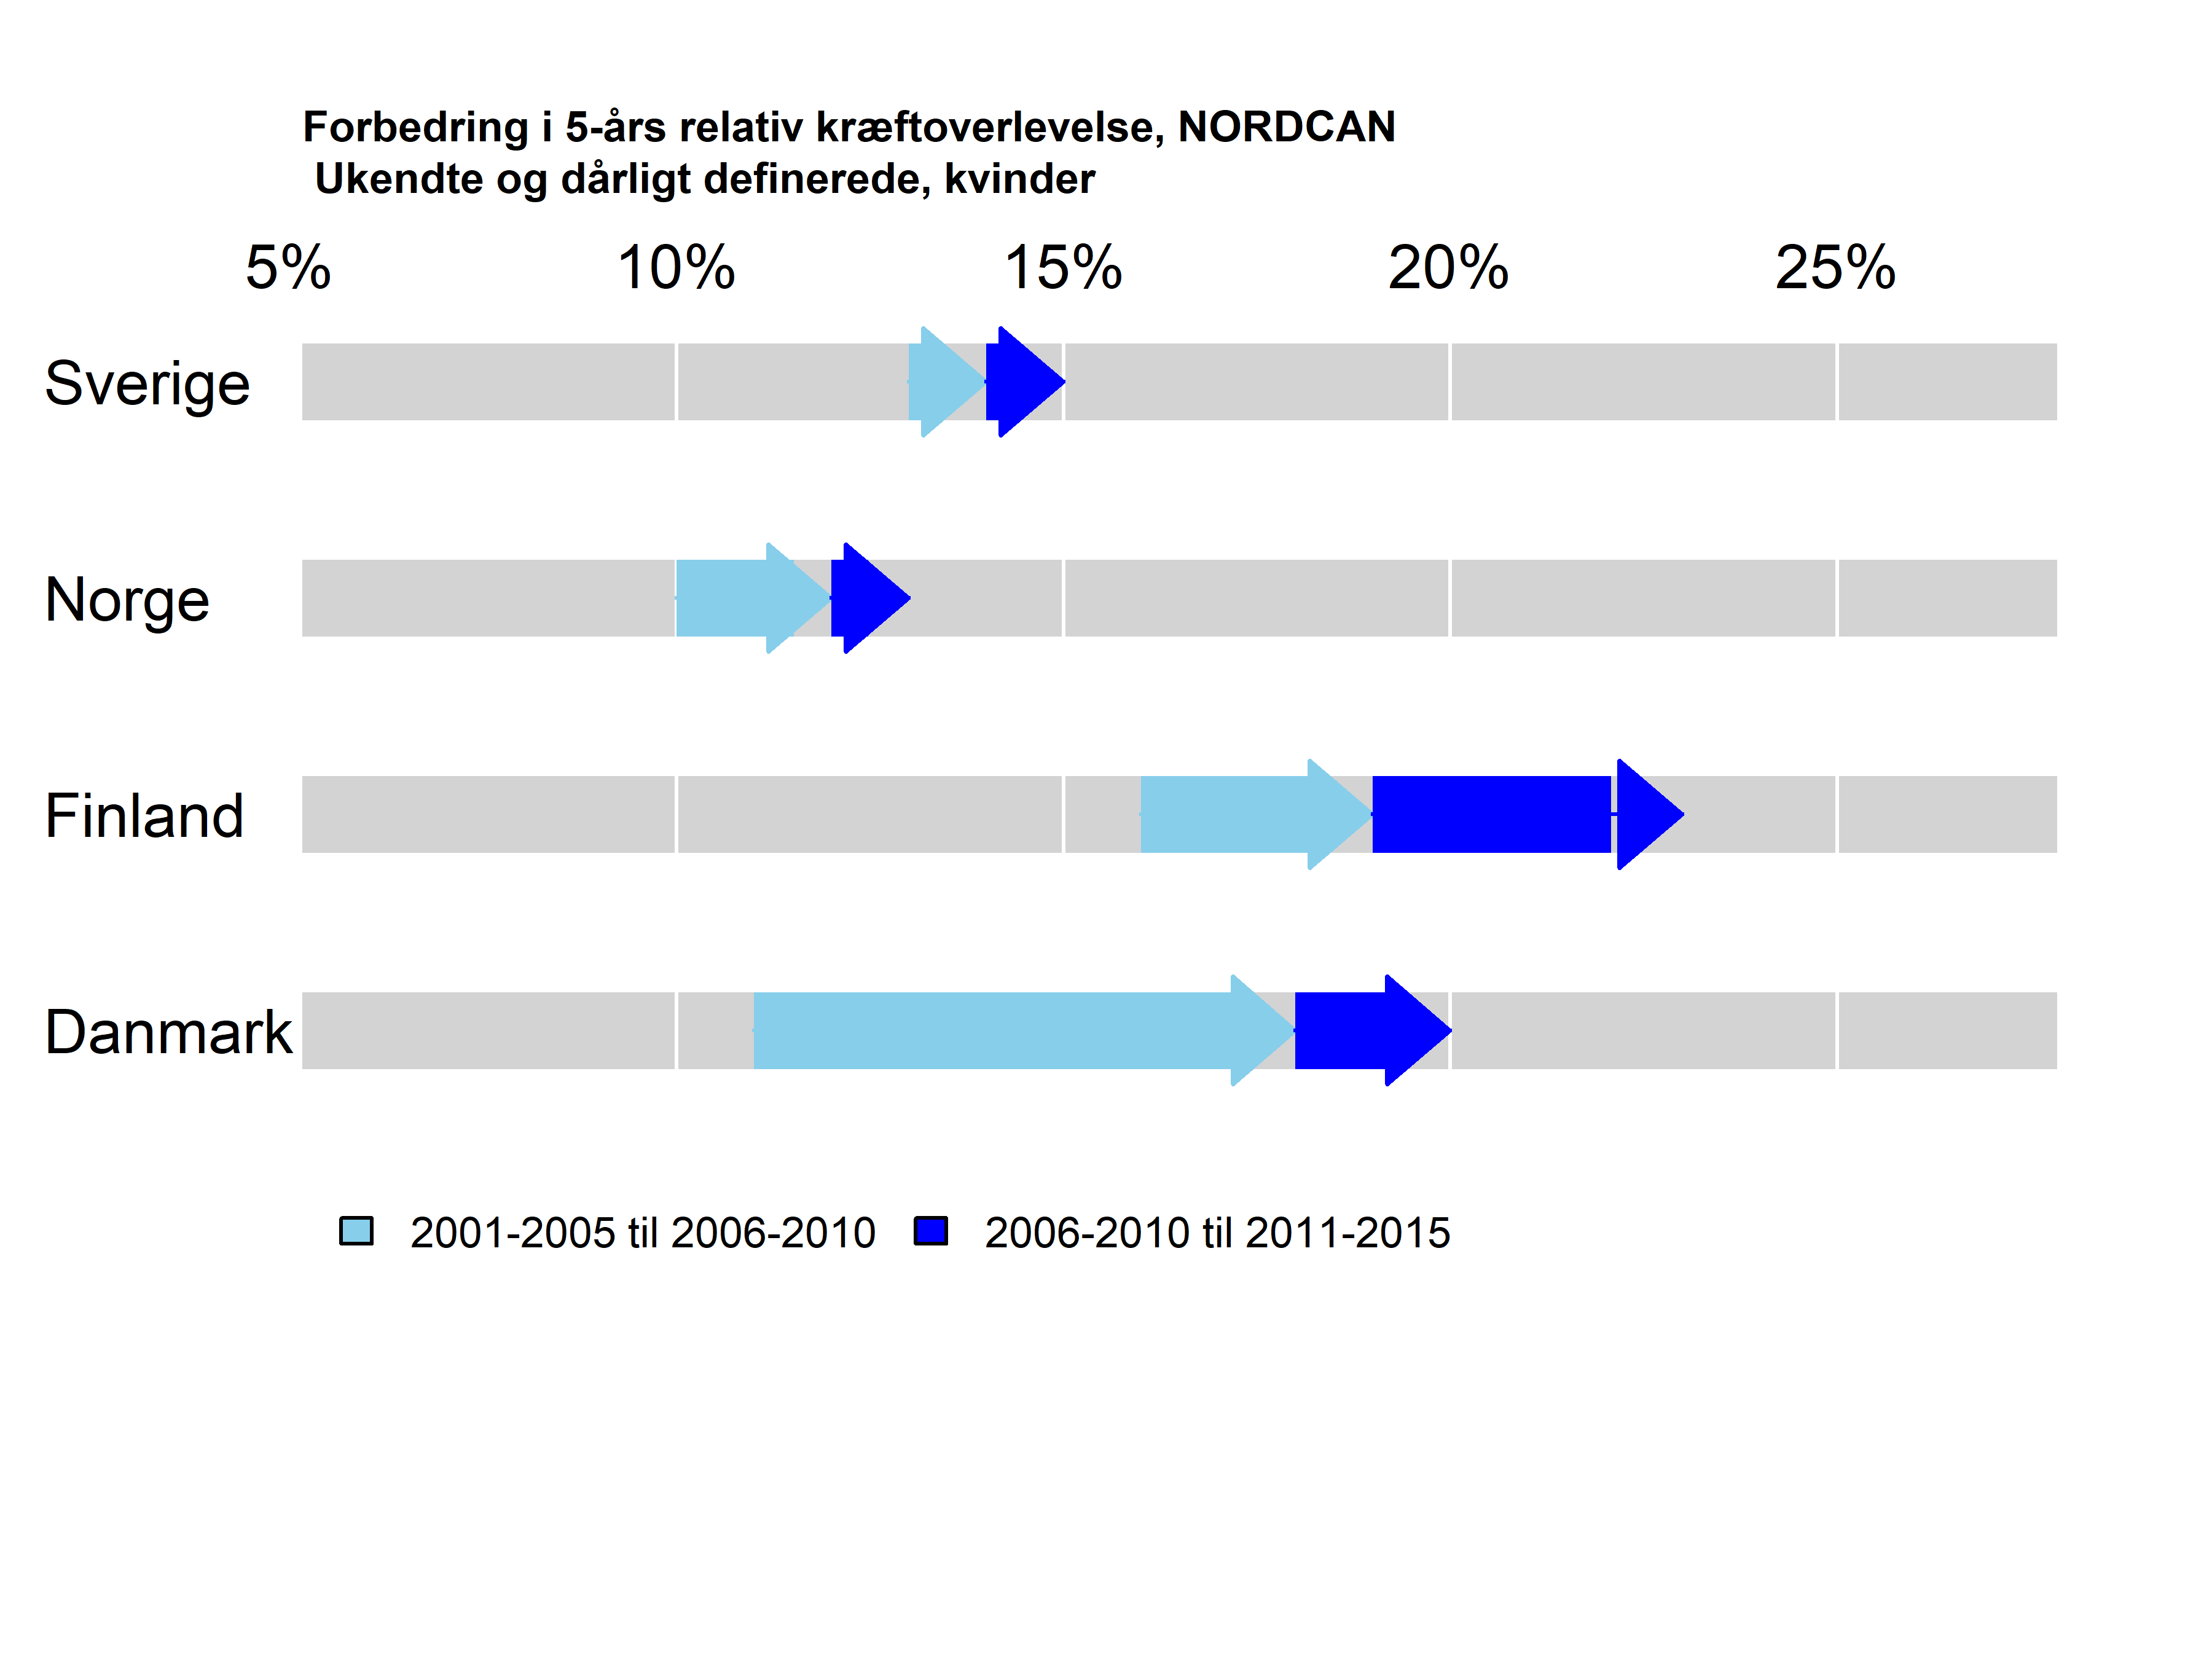 Forbedring i 5-års relativ kræftoverlevelse, NORDCAN
Ukendte og dårligt definerede, kvinder
5% 10% 15% 20% 25%
Sverige
Norge
Finland
Danmark
2001-2005 til 2006-2010 2006-2010 til 2011-2015